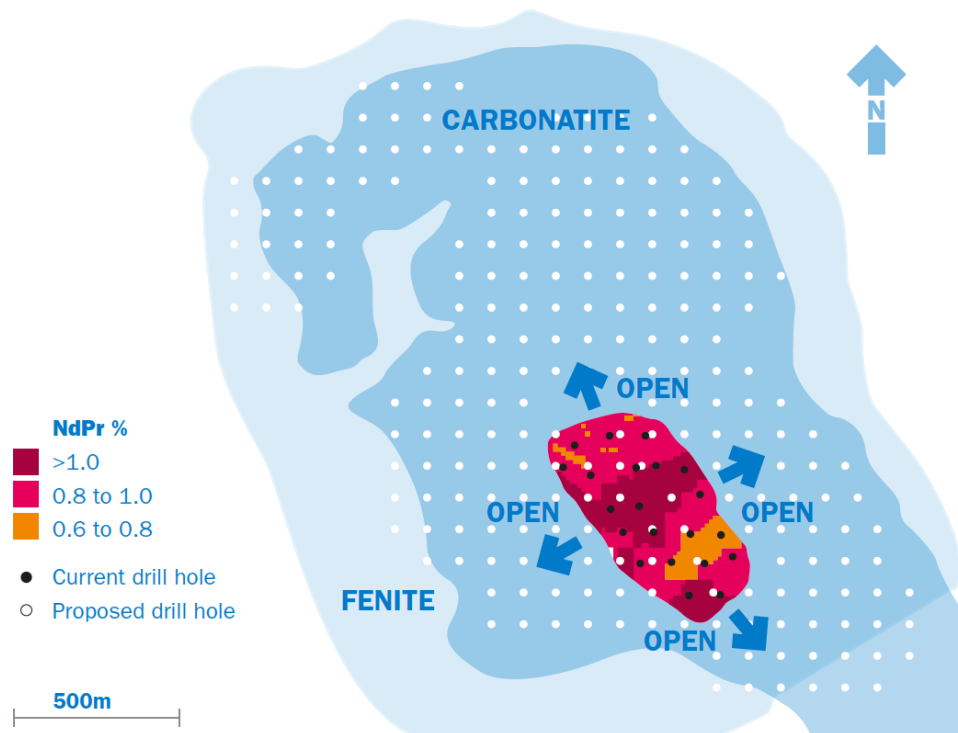 CARBONATITE
N
OPEN
NdPr %
>1.0
0.8 to 1.0
0.6 to 0.8
OPEN
OPEN
Current drill hole
Proposed drill hole
FENITE
OPEN
500m